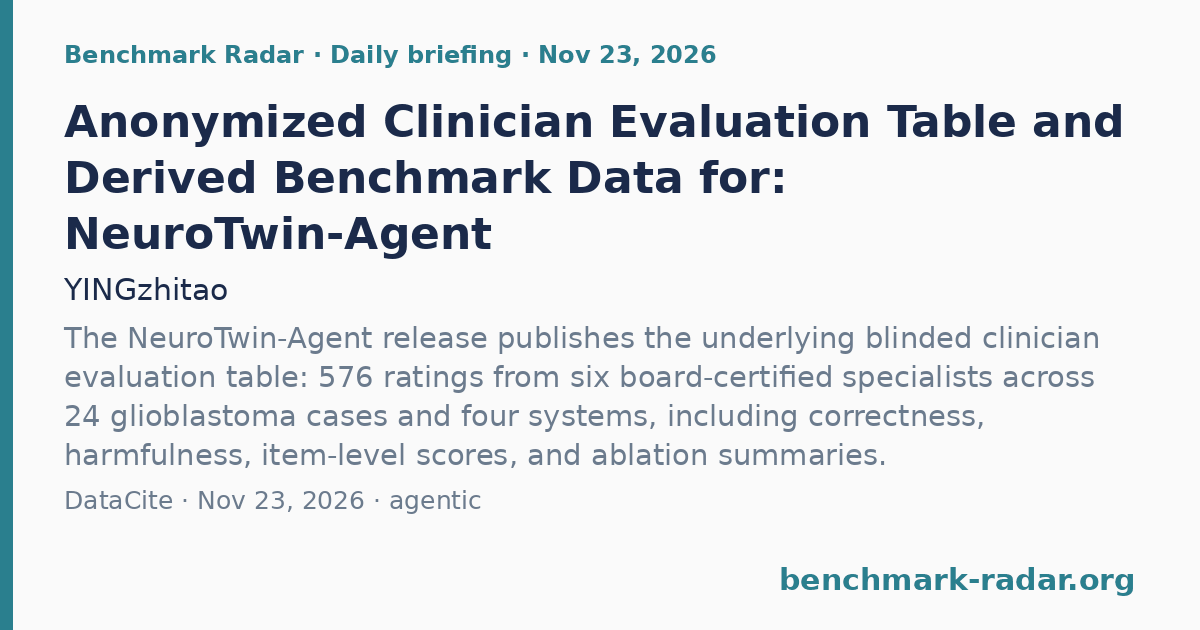 Benchmark Radar · Daily briefing · Nov 23, 2026
Anonymized Clinician Evaluation Table and
Derived Benchmark Data for:
NeuroTwin-Agent
YINGzhitao
The NeuroTwin-Agent release publishes the underlying blinded clinician
evaluation table: 576 ratings from six board-certified specialists across
24 glioblastoma cases and four systems, including correctness,
harmfulness, item-level scores, and ablation summaries.
DataCite · Nov 23, 2026 · agentic
benchmark-radar.org